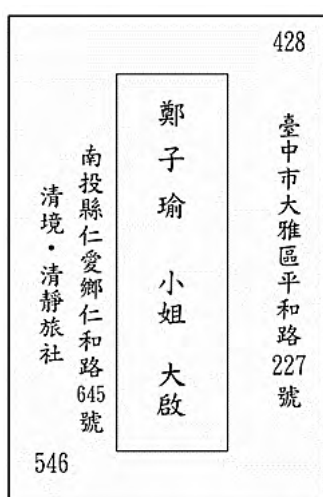 428
臺中市大雅區平和路227號
鄭子瑜 小姐 大啟
南投縣仁愛鄉仁和路645號
清境・清靜旅社
546